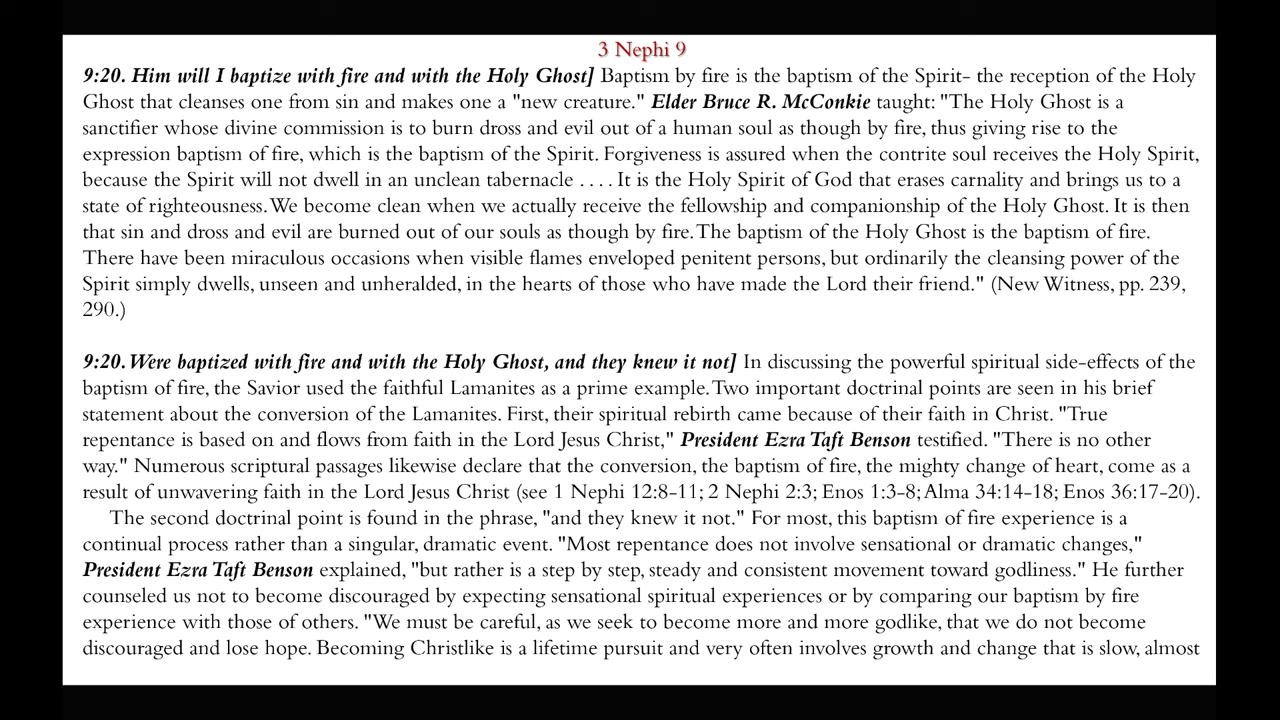 3 Nephi 9
9:20. Him will I baptize with fire and with the Holy Ghost] Baptism by fire is the baptism of the Spirit- the reception of the Holy
Ghost that cleanses one from sin and makes one a "new creature." Elder Bruce R. McConkie taught: "The Holy Ghost is a
sanctifier whose divine commission is to burn dross and evil out of a human soul as though by fire, thus giving rise to the
expression baptism of fire, which is the baptism of the Spirit. Forgiveness is assured when the contrite soul receives the Holy Spirit,
because the Spirit will not dwell in an unclean tabernacle . . . . It is the Holy Spirit of God that erases carnality and brings us to a
state of righteousness. We become clean when we actually receive the fellowship and companionship of the Holy Ghost. It is then
that sin and dross and evil are burned out of our souls as though by fire. The baptism of the Holy Ghost is the baptism of fire.
There have been miraculous occasions when visible flames enveloped penitent persons, but ordinarily the cleansing power of the
Spirit simply dwells, unseen and unheralded, in the hearts of those who have made the Lord their friend." (New Witness, pp. 239,
290.)
9:20. Were baptized with fire and with the Holy Ghost, and they knew it not] In discussing the powerful spiritual side-effects of the
baptism of fire, the Savior used the faithful Lamanites as a prime example. Two important doctrinal points are seen in his brief
statement about the conversion of the Lamanites. First, their spiritual rebirth came because of their faith in Christ. "True
repentance is based on and flows from faith in the Lord Jesus Christ," President Ezra Taft Benson testified. "There is no other
way." Numerous scriptural passages likewise declare that the conversion, the baptism of fire, the mighty change of heart, come as a
result of unwavering faith in the Lord Jesus Christ (see 1 Nephi 12:8-11; 2 Nephi 2:3; Enos 1:3-8; Alma 34:14-18; Enos 36:17-20).
The second doctrinal point is found in the phrase, "and they knew it not." For most, this baptism of fire experience is a
continual process rather than a singular, dramatic event. "Most repentance does not involve sensational or dramatic changes,"
President Ezra Taft Benson explained, "but rather is a step by step, steady and consistent movement toward godliness." He further
counseled us not to become discouraged by expecting sensational spiritual experiences or by comparing our baptism by fire
experience with those of others. "We must be careful, as we seek to become more and more godlike, that we do not become
discouraged and lose hope. Becoming Christlike is a lifetime pursuit and very often involves growth and change that is slow, almost